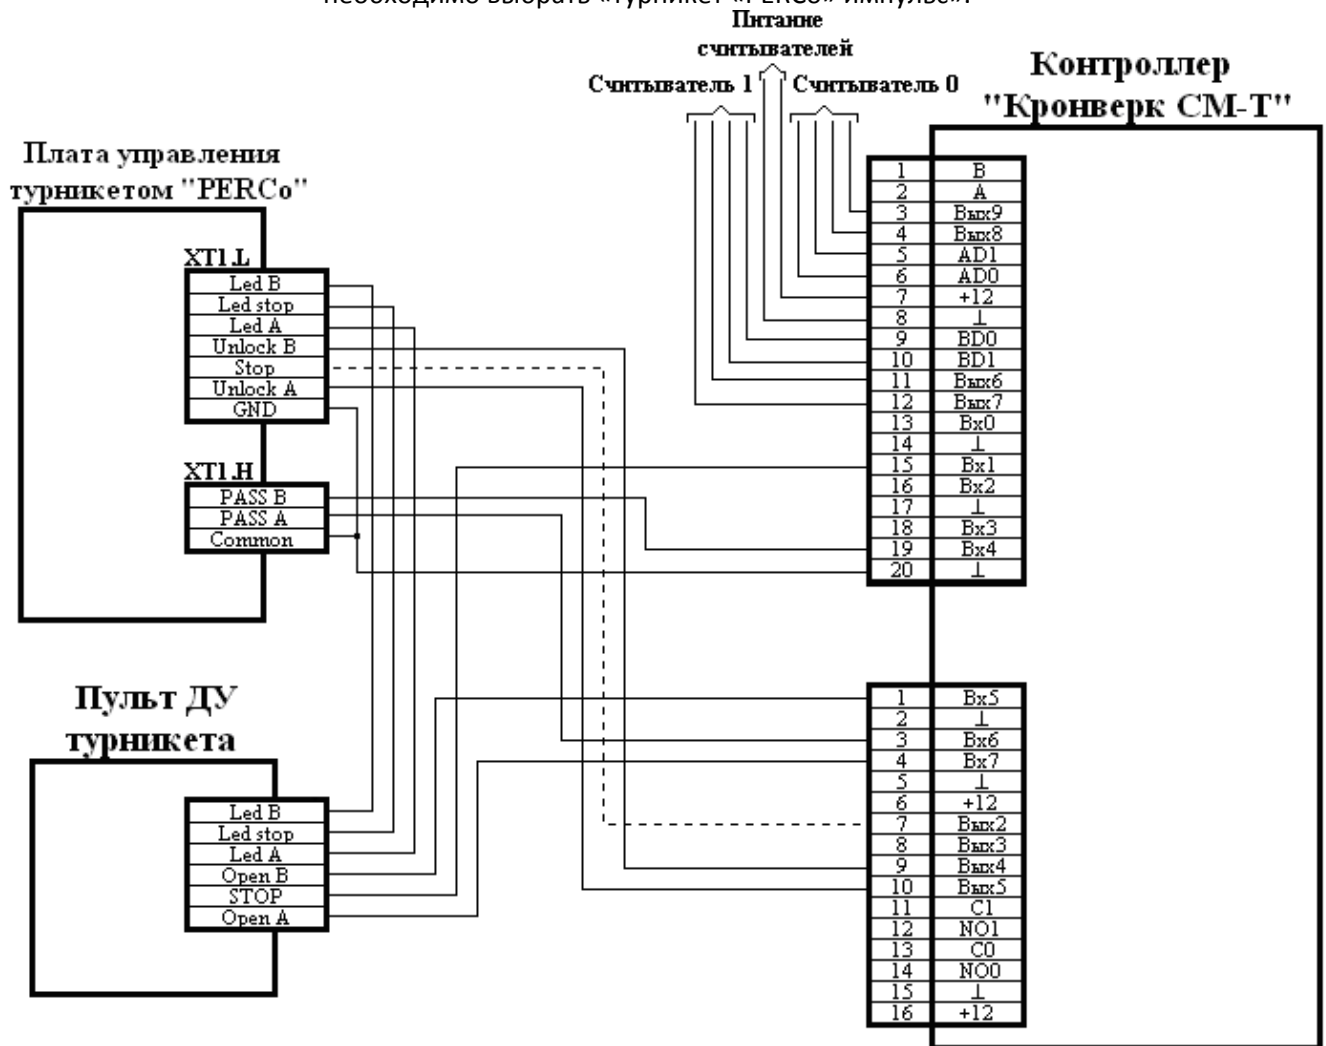 необходимо выбрать «Турникет «PERCo» импульс».
Питание
считывателей
Считыватель 1
Считыватель 0
Контроллер
"Кронверк СМ-Т"
Плата управления
турникетом "PERCo"
XT1.L
Led B
Led stop
Led A
Unlock B
Stop
Unlock A
GND
XT1.H
PASS B
PASS A
Common
Пульт ДУ
турникета
Led B
Led stop
Led A
Open B
STOP
Open A
1 B
2 A
3 Вых9
4 Вых8
5 AD1
6 AD0
7 +12
8 ⊥
9 BD0
10 BD1
11 Вых6
12 Вых7
13 Вх0
14 ⊥
15 Вх1
16 Вх2
17 ⊥
18 Вх3
19 Вх4
20 ⊥
1 Вх5
2 ⊥
3 Вх6
4 Вх7
5 ⊥
6 +12
7 Вых2
8 Вых3
9 Вых4
10 Вых5
11 C1
12 NO1
13 C0
14 NO0
15 ⊥
16 +12